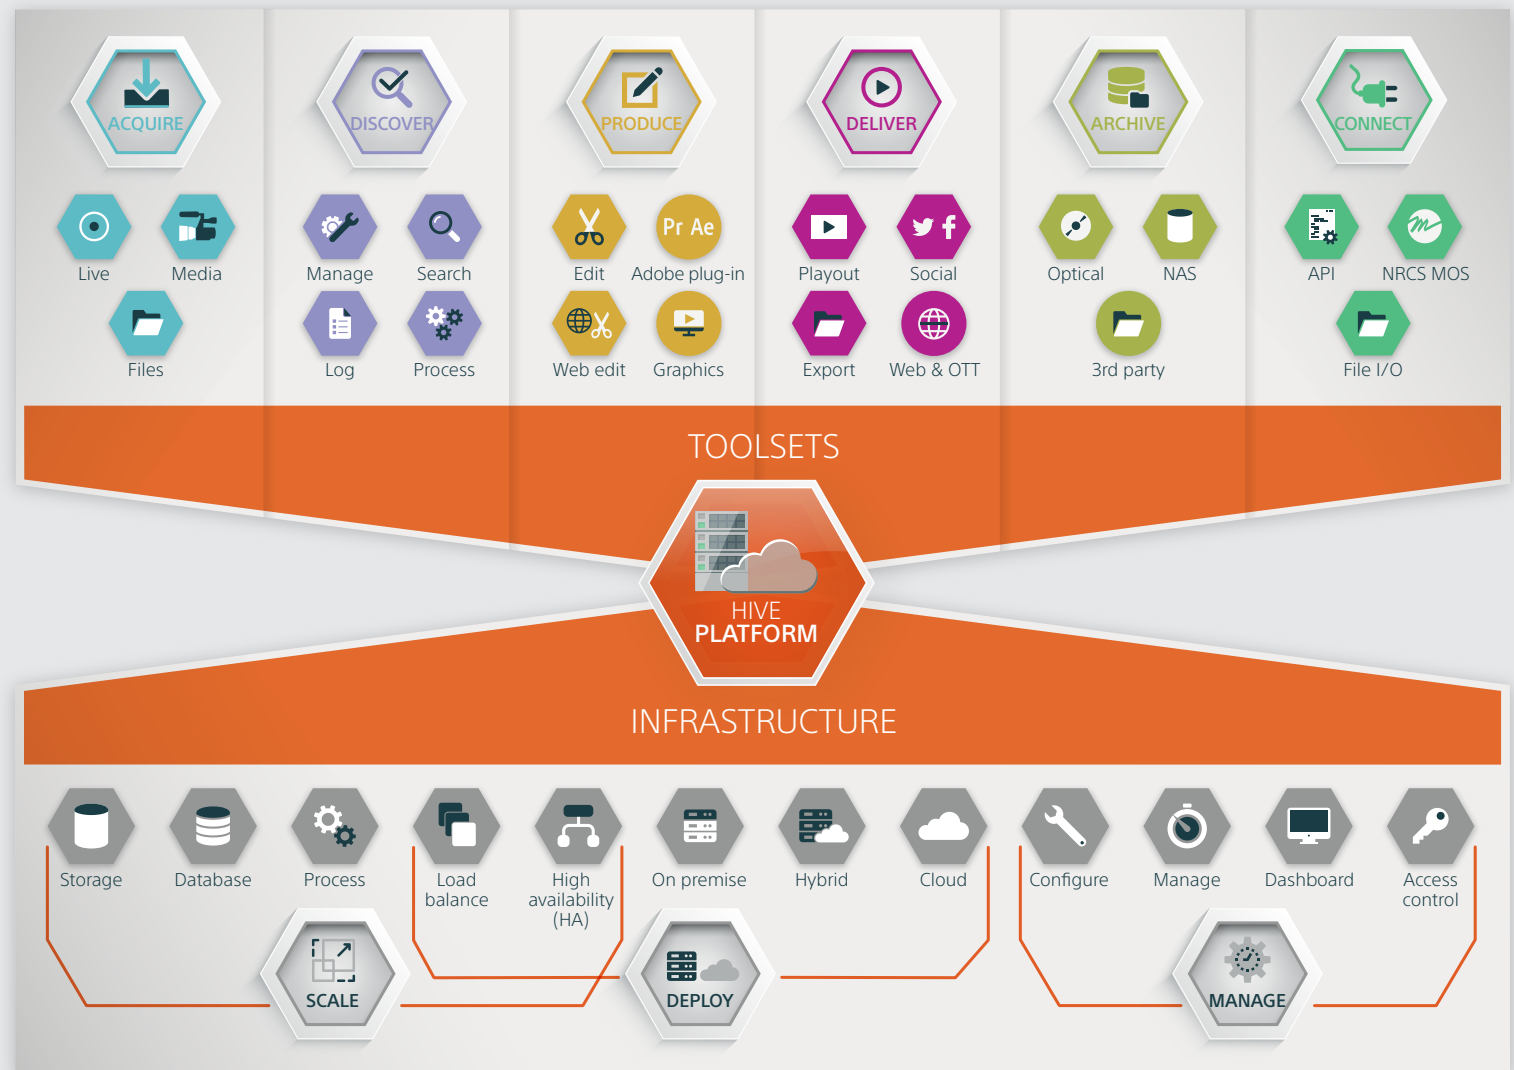 ACQUIRE
DISCOVER
PRODUCE
DELIVER
ARCHIVE
CONNECT
Live
Media
Files
Manage
Search
Log
Process
Pr Ae
Edit
Adobe plug-in
Web edit
Graphics
Playout
Social
Export
Web & OTT
Optical
NAS
3rd party
API
NRCS MOS
File I/O
TOOLSETS
HIVE
PLATFORM
INFRASTRUCTURE
Storage
Database
Process
Load
balance
High
availability
(HA)
On premise
Hybrid
Cloud
Configure
Manage
Dashboard
Access
control
SCALE
DEPLOY
MANAGE